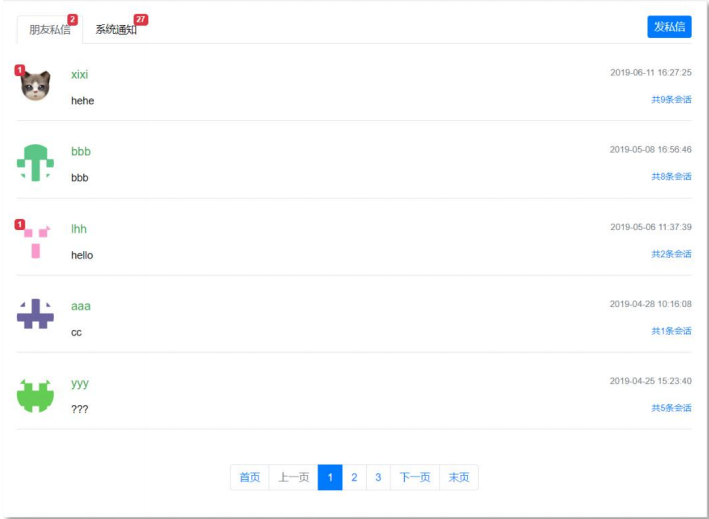 朋友私信 2 系统通知 27 发私信
1
xixi 2019-06-11 16:27:25
hehe 共9条会话
bbb 2019-05-08 16:56:46
bbb 共8条会话
1
lhh 2019-05-06 11:37:39
hello 共2条会话
aaa 2019-04-28 10:16:08
cc 共1条会话
yyy 2019-04-25 15:23:40
??? 共5条会话
首页 上一页 1 2 3 下一页 末页